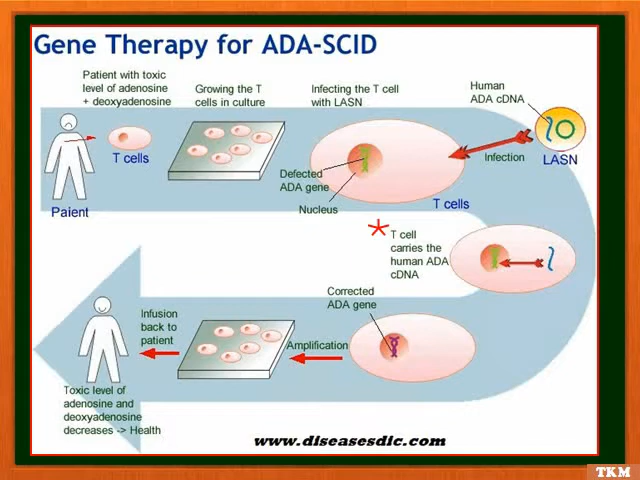 Gene Therapy for ADA-SCID
Patient with toxic
level of adenosine
+ deoxyadenosine
Growing the T
cells in culture
Infecting the T cell
with LASN
Human
ADA cDNA
T cells
Defected
ADA gene
Nucleus
Infection
LASN
Paient
T cells
T cell
carries the
human ADA
cDNA
Corrected
ADA gene
Infusion
back to
patient
Amplification
Toxic level of
adenosine and
deoxyadenosine
decreases -> Health
www.diseasesdic.com
TKM